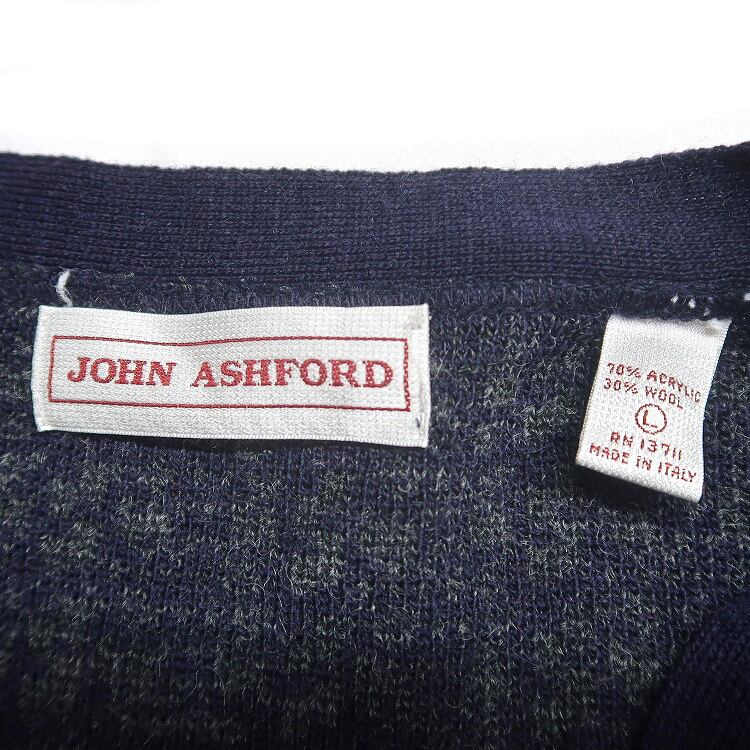 JOHN ASHFORD
70% ACRYLIC
30% WOOL
L
RN 13711
MADE IN ITALY